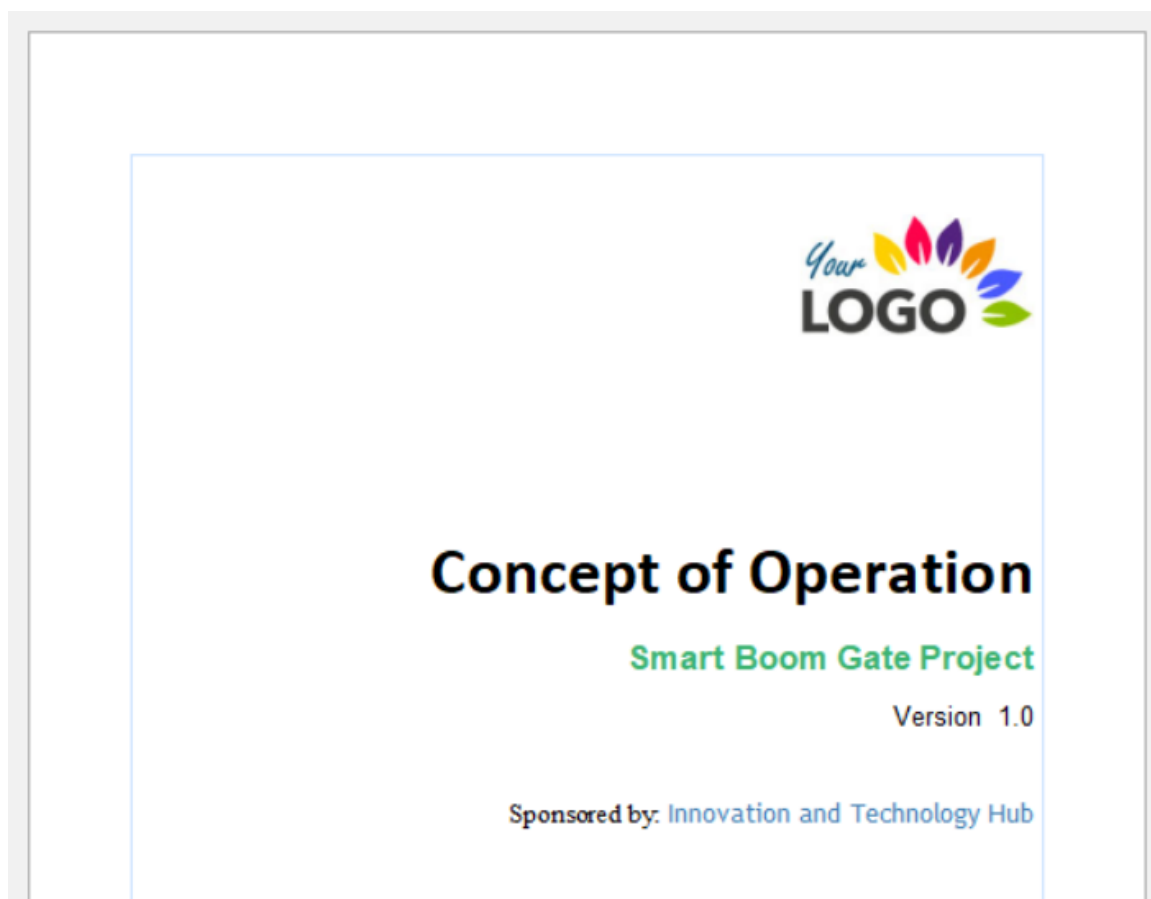 Your
LOGO
Concept of Operation
Smart Boom Gate Project
Version 1.0
Sponsored by: Innovation and Technology Hub